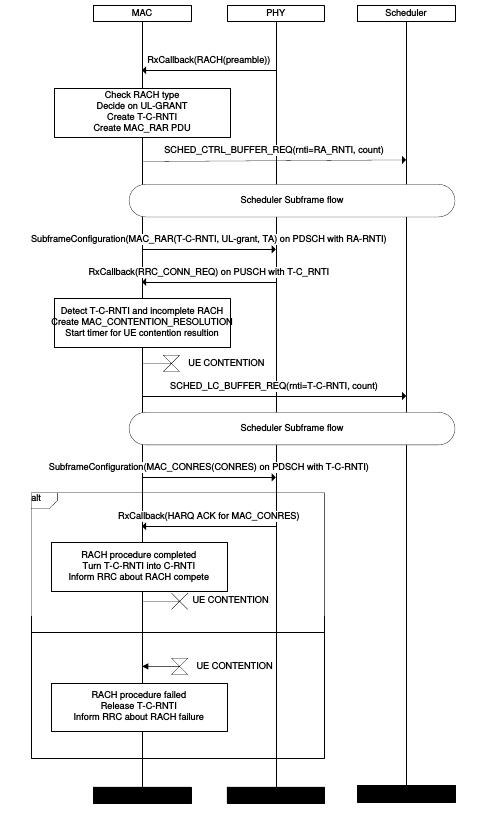 MAC
PHY
Scheduler
RxCallback(RACH(preamble))
Check RACH type
Decide on UL-GRANT
Create T-C-RNTI
Create MAC_RAR PDU
SCHED_CTRL_BUFFER_REQ(rnti=RA_RNTI, count)
Scheduler Subframe flow
SubframeConfiguration(MAC_RAR(T-C-RNTI, UL-grant, TA) on PDSCH with RA-RNTI)
RxCallback(RRC_CONN_REQ) on PUSCH with T-C_RNTI
Detect T-C-RNTI and incomplete RACH
Create MAC_CONTENTION_RESOLUTION
Start timer for UE contention resultion
UE CONTENTION
SCHED_LC_BUFFER_REQ(rnti=T-C-RNTI, count)
Scheduler Subframe flow
SubframeConfiguration(MAC_CONRES(CONRES) on PDSCH with T-C-RNTI)
alt
RxCallback(HARQ ACK for MAC_CONRES)
RACH procedure completed
Turn T-C-RNTI into C-RNTI
Inform RRC about RACH compete
UE CONTENTION
UE CONTENTION
RACH procedure failed
Release T-C-RNTI
Inform RRC about RACH failure